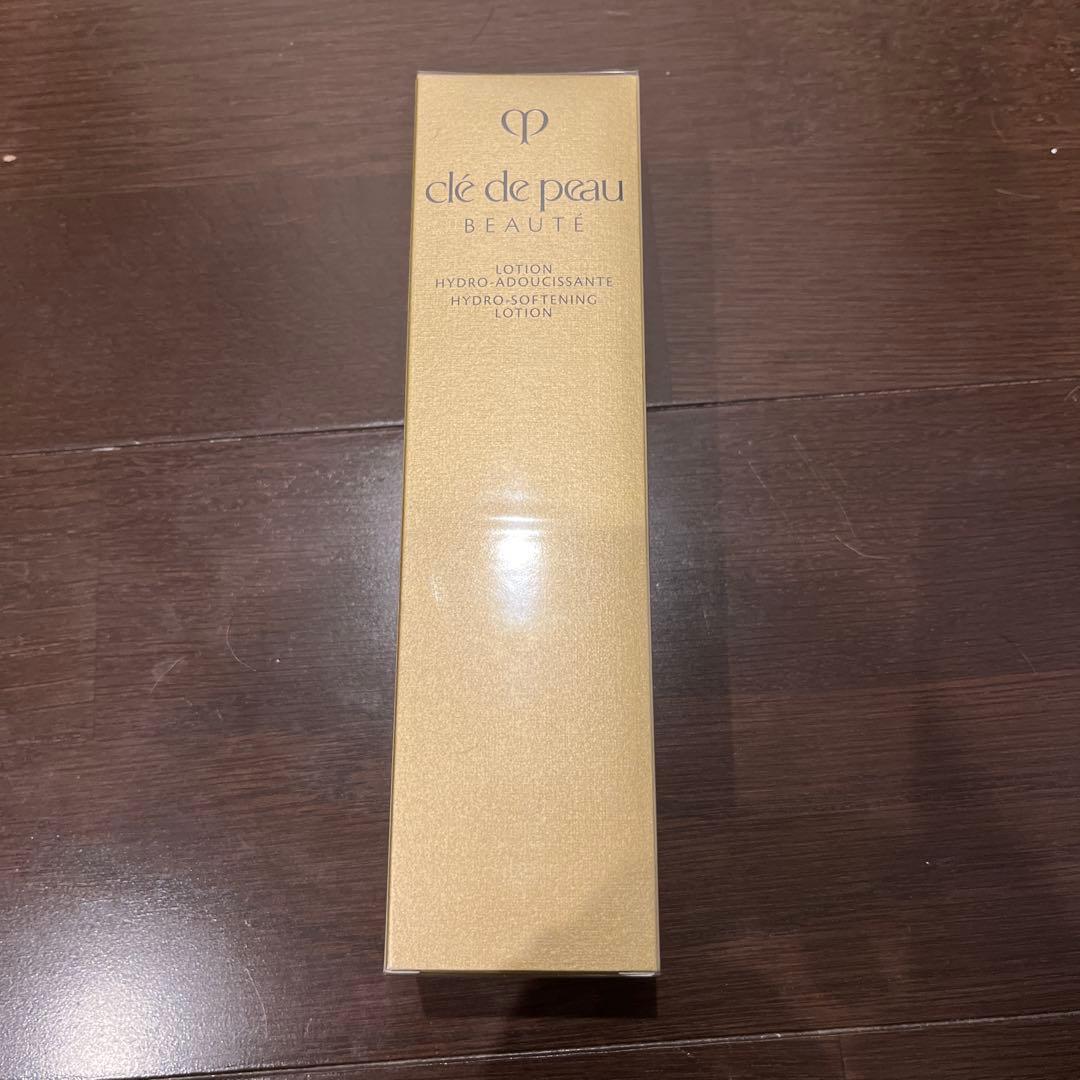 clé de peau
BEAUTÉ
LOTION
HYDRO-ADOUCISSANTE
HYDRO-SOFTENING
LOTION